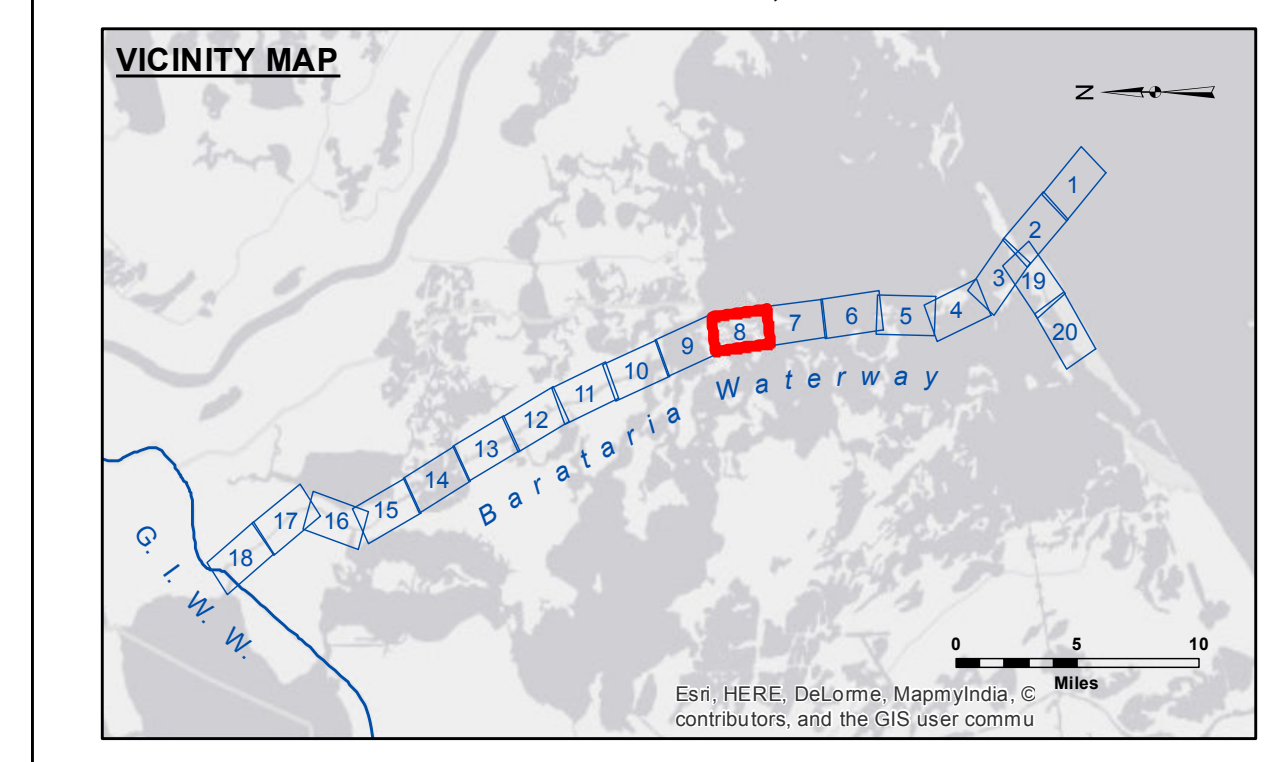 VICINITY MAP
N
1
2
3
19
4
20
5
6
7
8
9
10
11
12
13
14
15
16
17
18
Barataria Waterway
G. I. W. W.
0 5 10
Miles
Esri, HERE, DeLorme, MapmyIndia, ©
contributors, and the GIS user commu